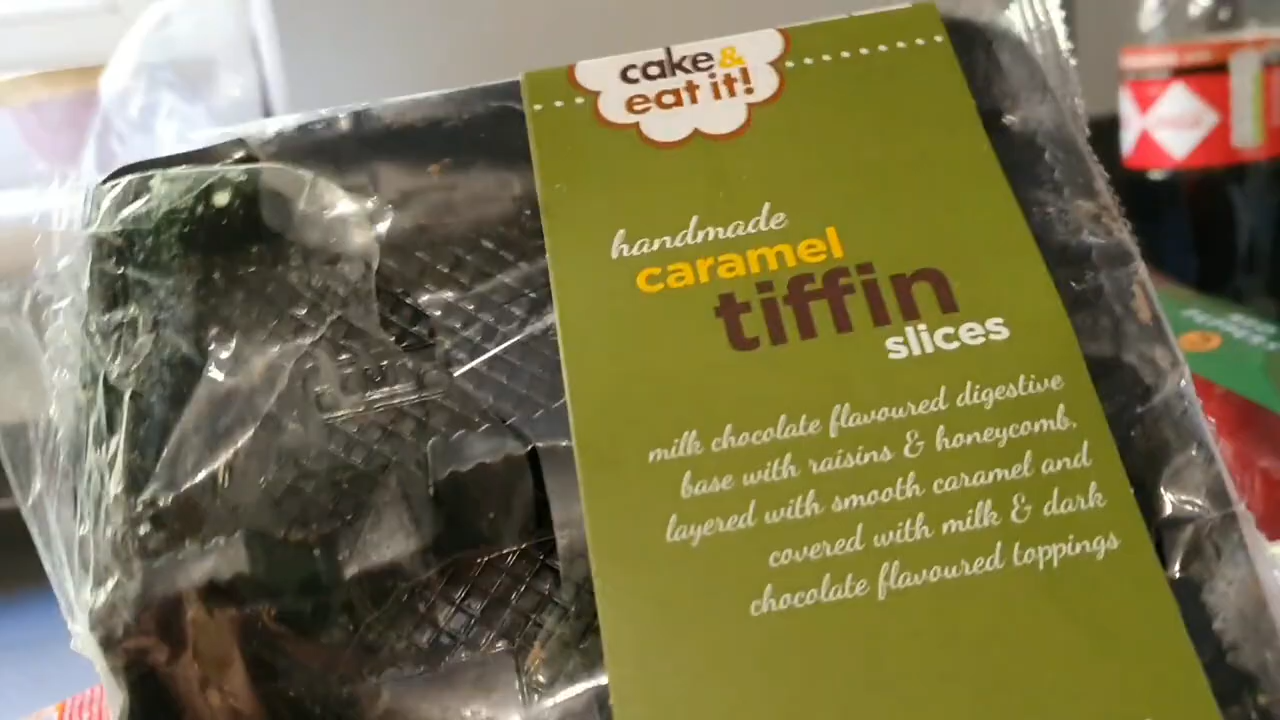 cake &
eat it!
handmade
caramel
tiffin
slices
milk chocolate flavoured digestive
base with raisins & honeycomb,
layered with smooth caramel and
covered with milk & dark
chocolate flavoured toppings